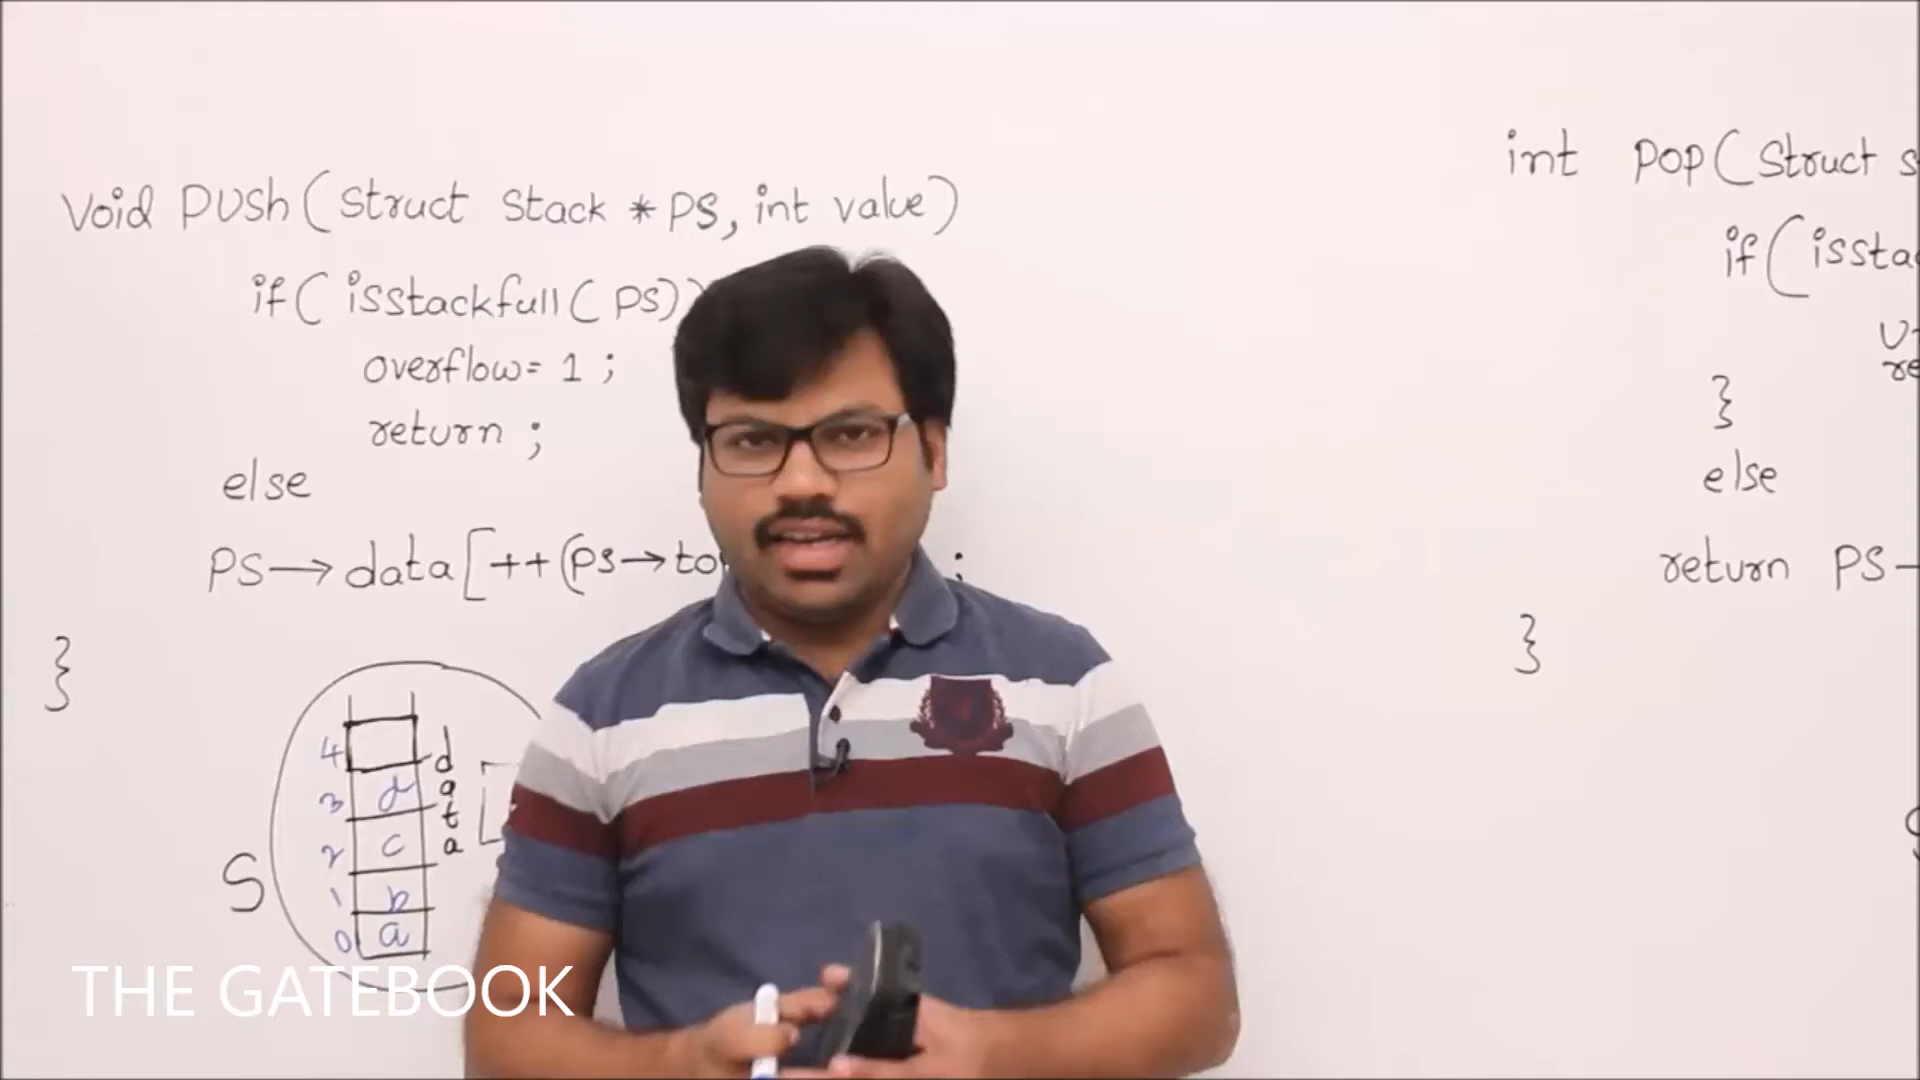 void push(struct stack *ps, int value)
if(isstackfull(ps))
overflow=1;
return;
else
ps→data[++(ps→to
;
}
4
3 d
2 c
1 b
0 a
data
S
int pop(struct s
if(issta
}
else
return ps
}
THE GATEBOOK